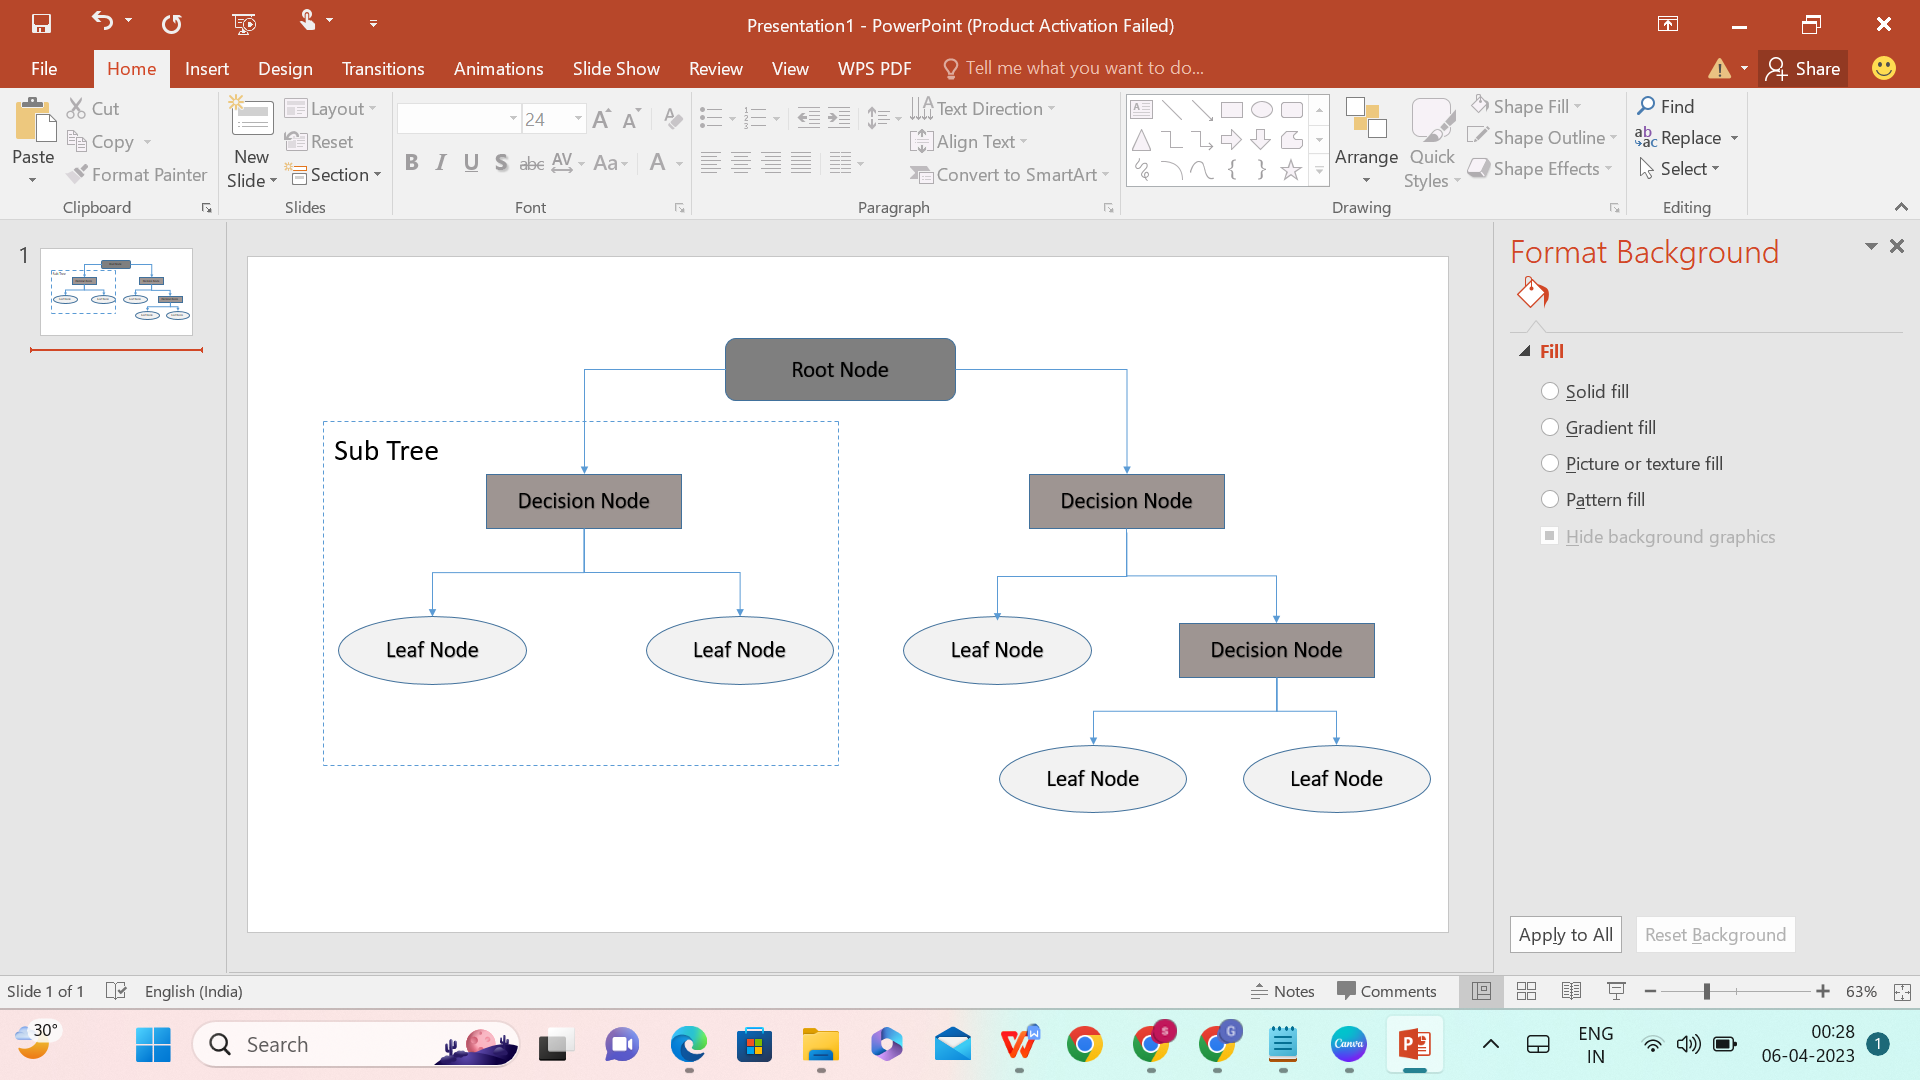 Presentation1 - PowerPoint (Product Activation Failed)
File Home Insert Design Transitions Animations Slide Show Review View WPS PDF Tell me what you want to do... Share
Paste
Cut
Copy
Format Painter
Clipboard
New Slide
Layout
Reset
Section
Slides
24
B I U S abc AV Aa A
Font
Text Direction
Align Text
Convert to SmartArt
Paragraph
Arrange
Quick Styles
Shape Fill
Shape Outline
Shape Effects
Drawing
Find
Replace
Select
Editing
1
Root Node
Sub Tree
Decision Node
Decision Node
Leaf Node
Leaf Node
Leaf Node
Decision Node
Leaf Node
Leaf Node
Format Background
Fill
Solid fill
Gradient fill
Picture or texture fill
Pattern fill
Hide background graphics
Apply to All
Reset Background
Slide 1 of 1 English (India) Notes Comments 63%
30°
Search
Canva
ENG
IN
00:28
06-04-2023
1